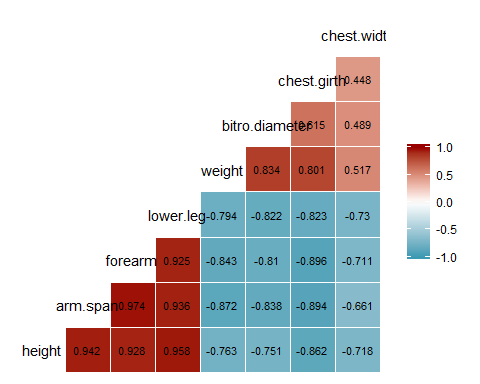 chest.widt
chest.girth 0.448
bitro.diameter 0.615 0.489
weight 0.834 0.801 0.517
lower.leg -0.794 -0.822 -0.823 -0.73
forearm 0.925 -0.843 -0.81 -0.896 -0.711
arm.span 0.974 0.936 -0.872 -0.838 -0.894 -0.661
height 0.942 0.928 0.958 -0.763 -0.751 -0.862 -0.718
1.0
0.5
0.0
-0.5
-1.0